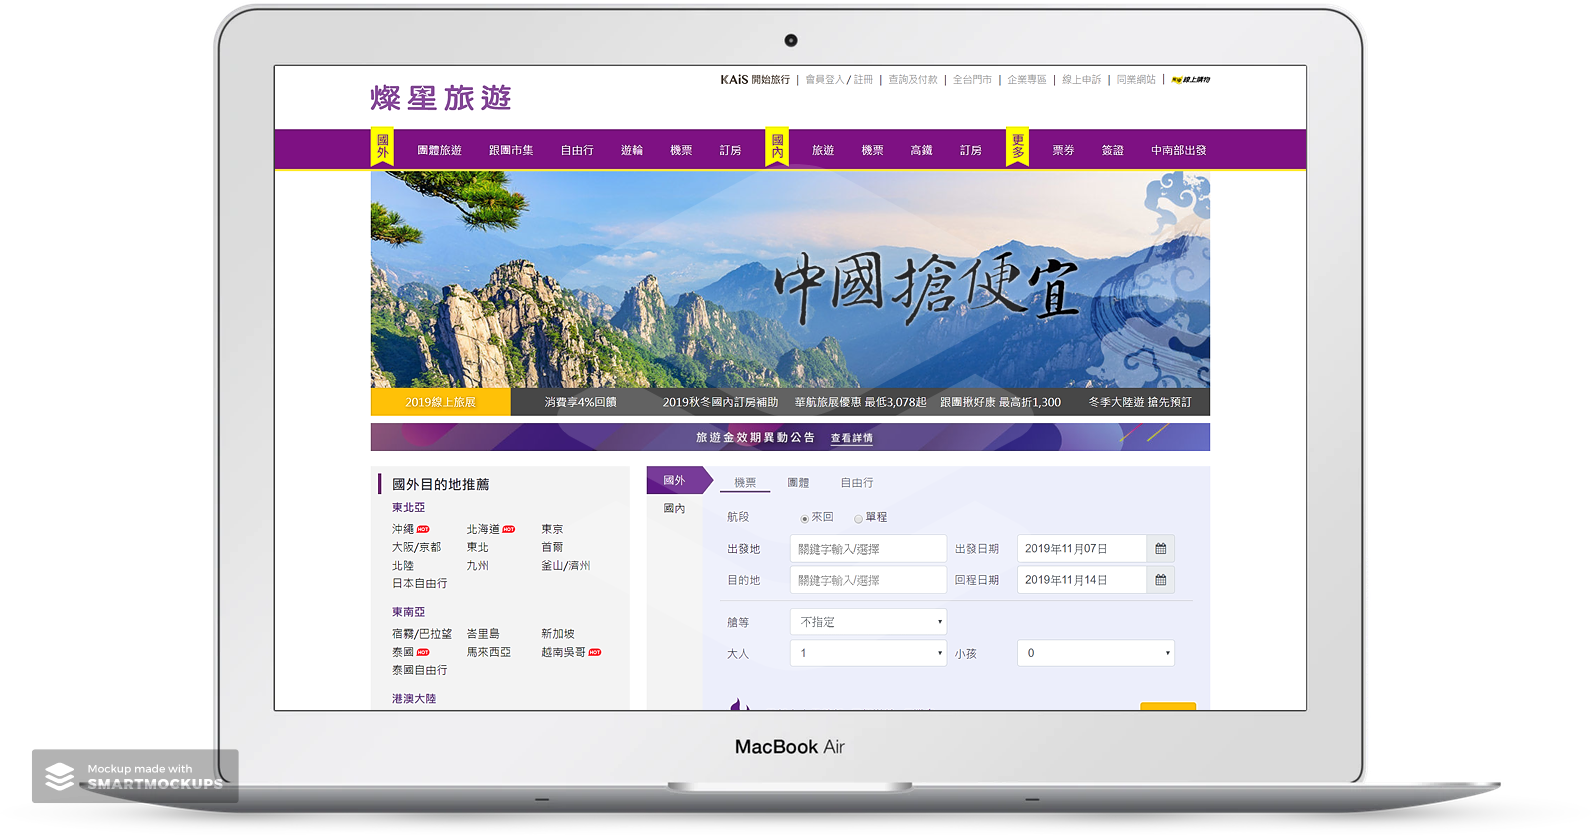 KAiS 開始旅行 | 會員登入 / 註冊 | 查詢及付款 | 全台門市 | 企業專區 | 線上申訴 | 同業網站 | 線上購物
燦星旅遊
國外 團體旅遊 跟團市集 自由行 遊輪 機票 訂房 國內 旅遊 機票 高鐵 訂房 更多 票券 簽證 中南部出發
中國搶便宜
2019線上旅展 消費享4%回饋 2019秋冬國內訂房補助 華航旅展優惠 最低3,078起 跟團揪好康 最高折1,300 冬季大陸遊 搶先預訂
旅遊金效期異動公告 查看詳情
國外目的地推薦
東北亞
沖繩 HOT 北海道 HOT 東京
大阪/京都 東北 首爾
北陸 九州 釜山/濟州
日本自由行
東南亞
宿霧/巴拉望 峇里島 新加坡
泰國 HOT 馬來西亞 越南吳哥 HOT
泰國自由行
港澳大陸
國外 機票 團體 自由行
國內
航段 來回 單程
出發地 關鍵字輸入/選擇 出發日期 2019年11月07日
目的地 關鍵字輸入/選擇 回程日期 2019年11月14日
艙等 不指定
大人 1 小孩 0
MacBook Air
Mockup made with
SMARTMOCKUPS